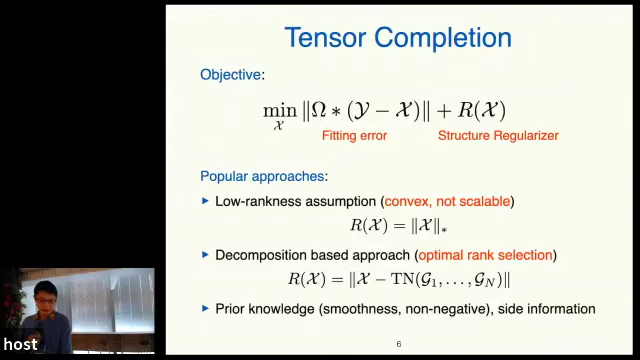 Tensor Completion
Objective:
min ‖Ω ∗ (𝒴 − 𝒳)‖ + R(𝒳)
𝒳
Fitting error Structure Regularizer
Popular approaches:
▶ Low-rankness assumption (convex, not scalable)
R(𝒳) = ‖𝒳‖∗
▶ Decomposition based approach (optimal rank selection)
R(𝒳) = ‖𝒳 − TN(𝒢₁, . . . , 𝒢_N)‖
▶ Prior knowledge (smoothness, non-negative), side information
6
host